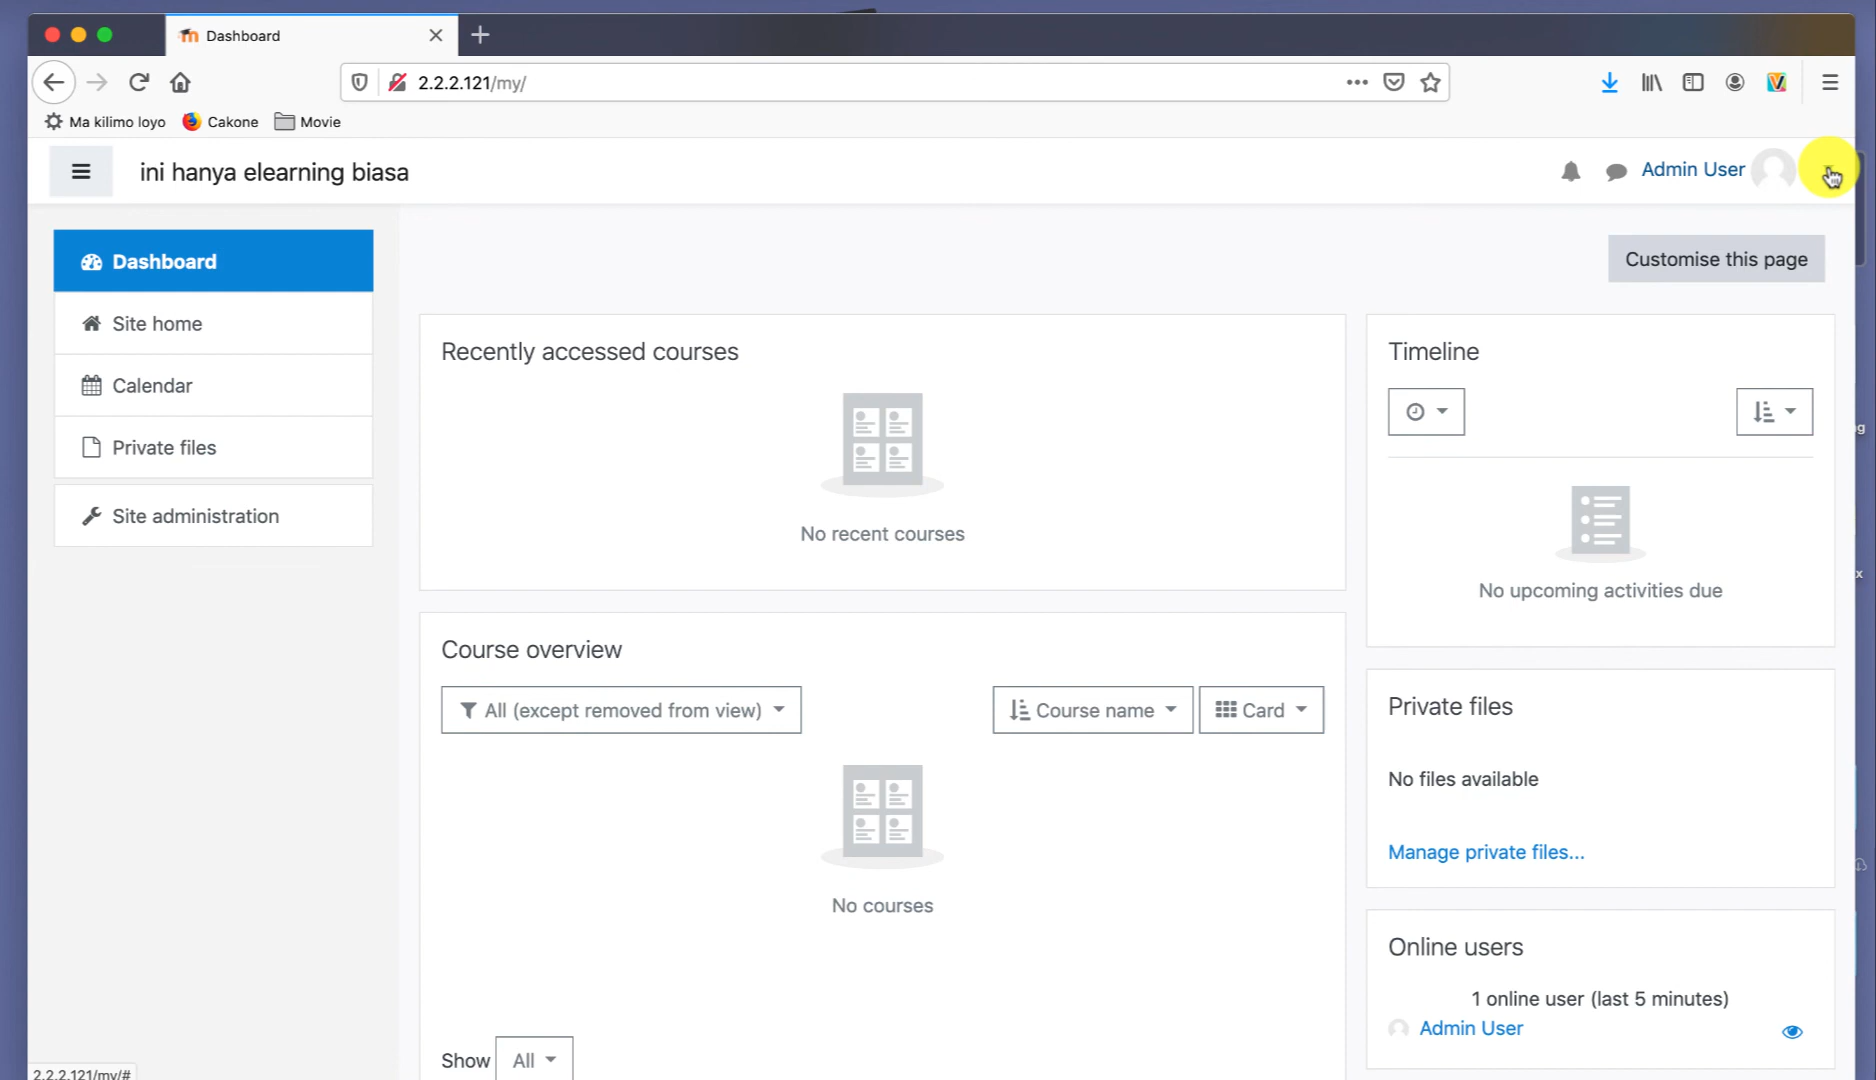 Dashboard
2.2.2.121/my/
Ma kilimo loyo
Cakone
Movie
ini hanya elearning biasa
Admin User
Dashboard
Site home
Calendar
Private files
Site administration
Customise this page
Recently accessed courses
No recent courses
Course overview
All (except removed from view)
Course name
Card
No courses
Show All
Timeline
No upcoming activities due
Private files
No files available
Manage private files...
Online users
1 online user (last 5 minutes)
Admin User
2.2.2.121/my/#